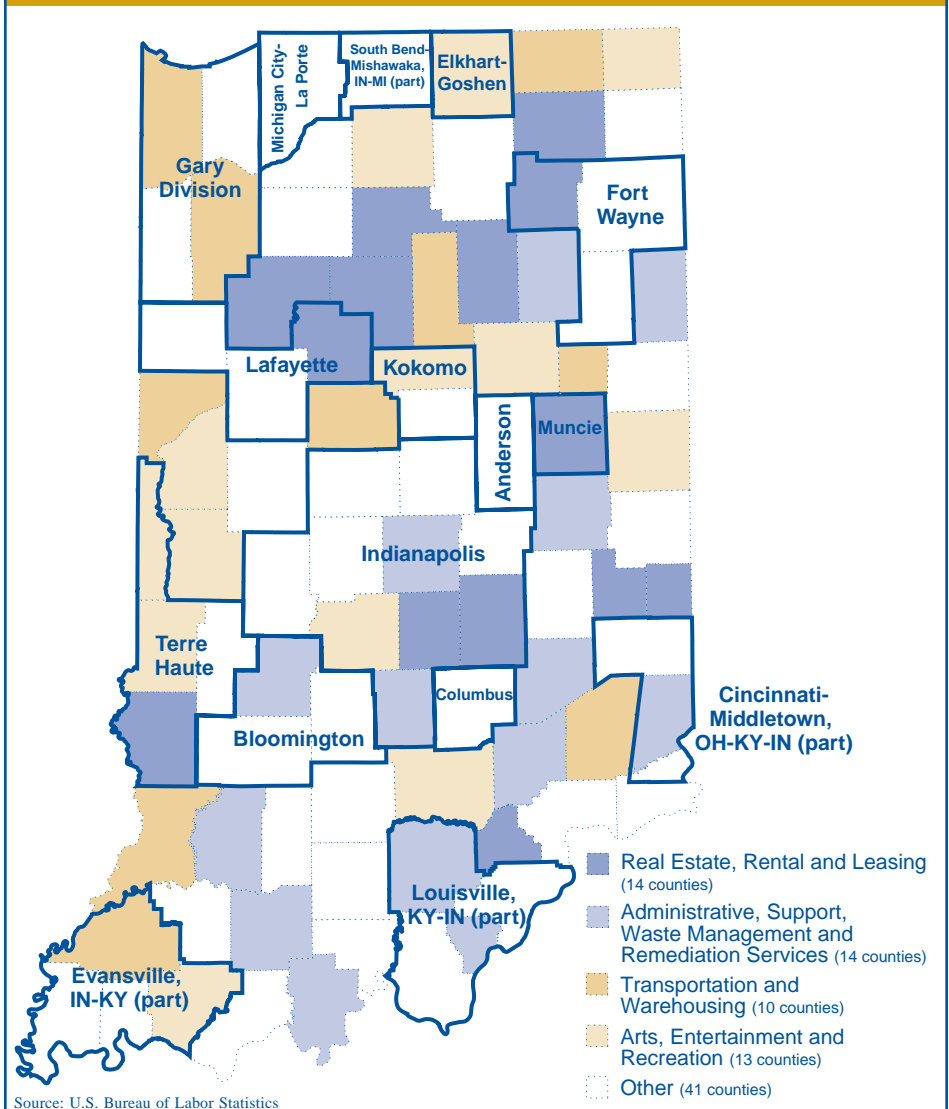 Michigan City-
La Porte
South Bend-
Mishawaka,
IN-MI (part)
Elkhart-
Goshen
Gary
Division
Fort
Wayne
Lafayette
Kokomo
Anderson
Muncie
Indianapolis
Terre
Haute
Columbus
Bloomington
Cincinnati-
Middletown,
OH-KY-IN (part)
Louisville,
KY-IN (part)
Evansville,
IN-KY (part)
Real Estate, Rental and Leasing
(14 counties)
Administrative, Support,
Waste Management and
Remediation Services (14 counties)
Transportation and
Warehousing (10 counties)
Arts, Entertainment and
Recreation (13 counties)
Other (41 counties)
Source: U.S. Bureau of Labor Statistics